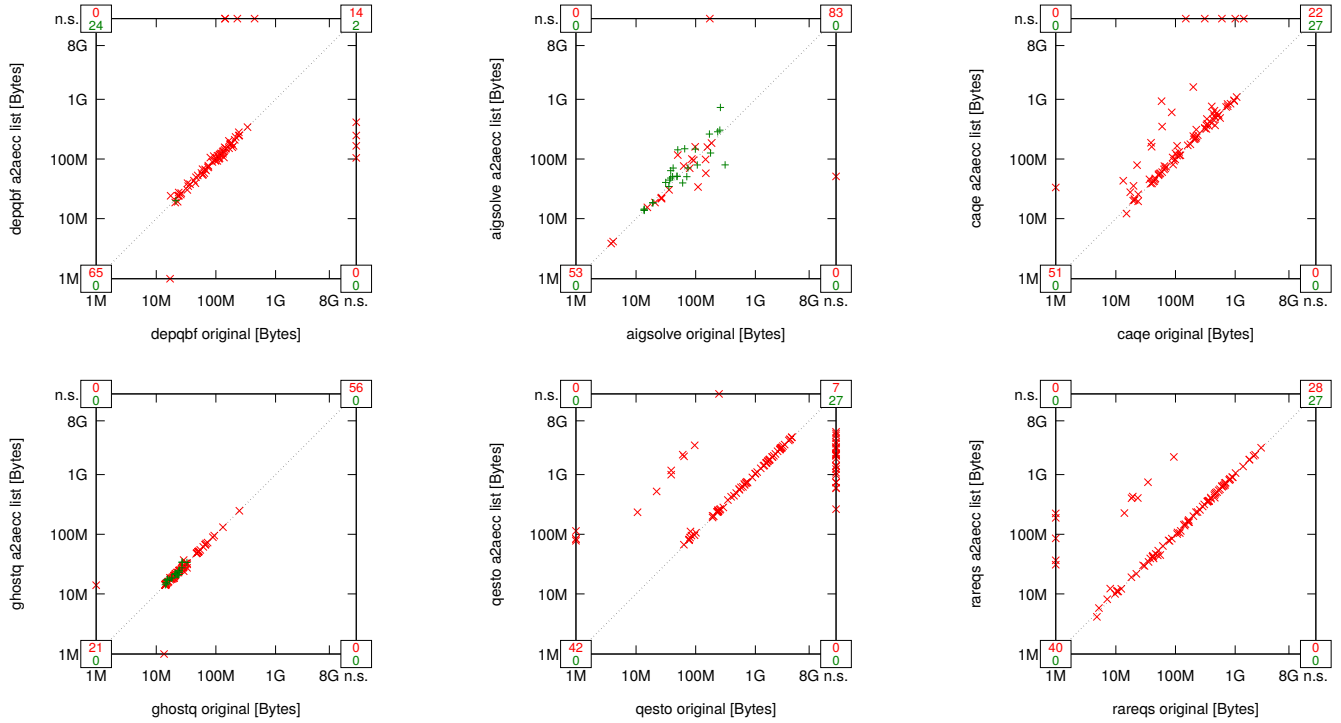 n.s. 0 14
24 2
8G
1G
depqbf a2aecc list [Bytes]
100M
10M
65 0
1M 0 0
1M 10M 100M 1G 8G n.s.
depqbf original [Bytes]
n.s. 0 83
0 0
8G
1G
aigsolve a2aecc list [Bytes]
100M
10M
53 0
1M 0 0
1M 10M 100M 1G 8G n.s.
aigsolve original [Bytes]
n.s. 0 22
0 27
8G
1G
caqe a2aecc list [Bytes]
100M
10M
51 0
1M 0 0
1M 10M 100M 1G 8G n.s.
caqe original [Bytes]
n.s. 0 56
0 0
8G
1G
ghostq a2aecc list [Bytes]
100M
10M
21 0
1M 0 0
1M 10M 100M 1G 8G n.s.
ghostq original [Bytes]
n.s. 0 7
0 27
8G
1G
qesto a2aecc list [Bytes]
100M
10M
42 0
1M 0 0
1M 10M 100M 1G 8G n.s.
qesto original [Bytes]
n.s. 0 28
0 27
8G
1G
rareqs a2aecc list [Bytes]
100M
10M
40 0
1M 0 0
1M 10M 100M 1G 8G n.s.
rareqs original [Bytes]